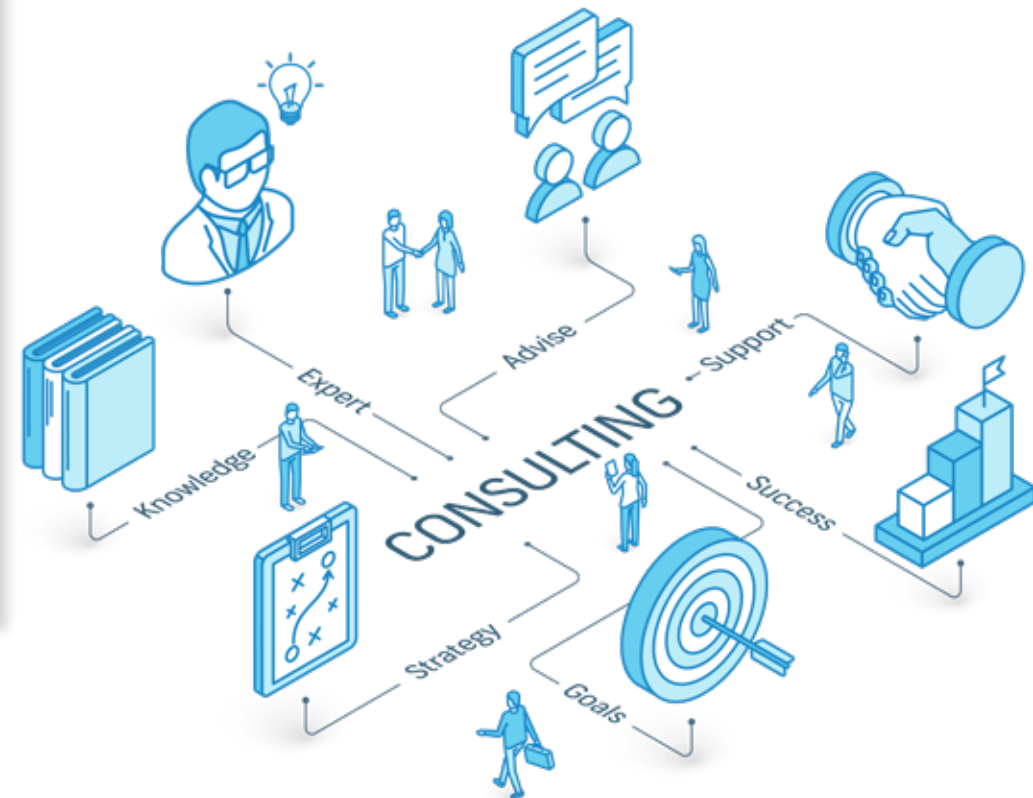 Expert
Advise
Support
Knowledge
CONSULTING
Success
Strategy
Goals